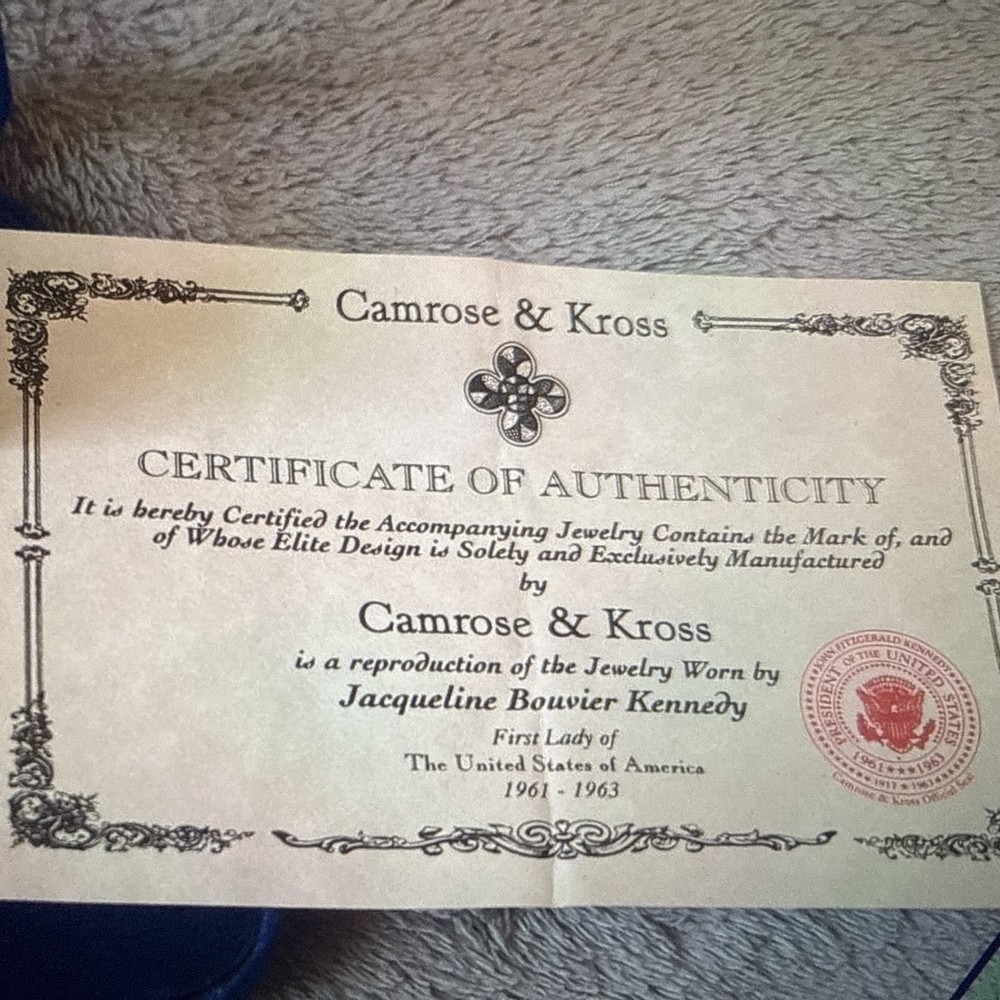 Camrose & Kross
CERTIFICATE OF AUTHENTICITY
It is hereby Certified the Accompanying Jewelry Contains the Mark of, and
of Whose Elite Design is Solely and Exclusively Manufactured
by
Camrose & Kross
is a reproduction of the Jewelry Worn by
Jacqueline Bouvier Kennedy
First Lady of
The United States of America
1961 - 1963
JOHN FITZGERALD KENNEDY
PRESIDENT OF THE UNITED STATES
1961 ★★★ 1963
1917 ★ 1963
Camrose & Kross Official Seal